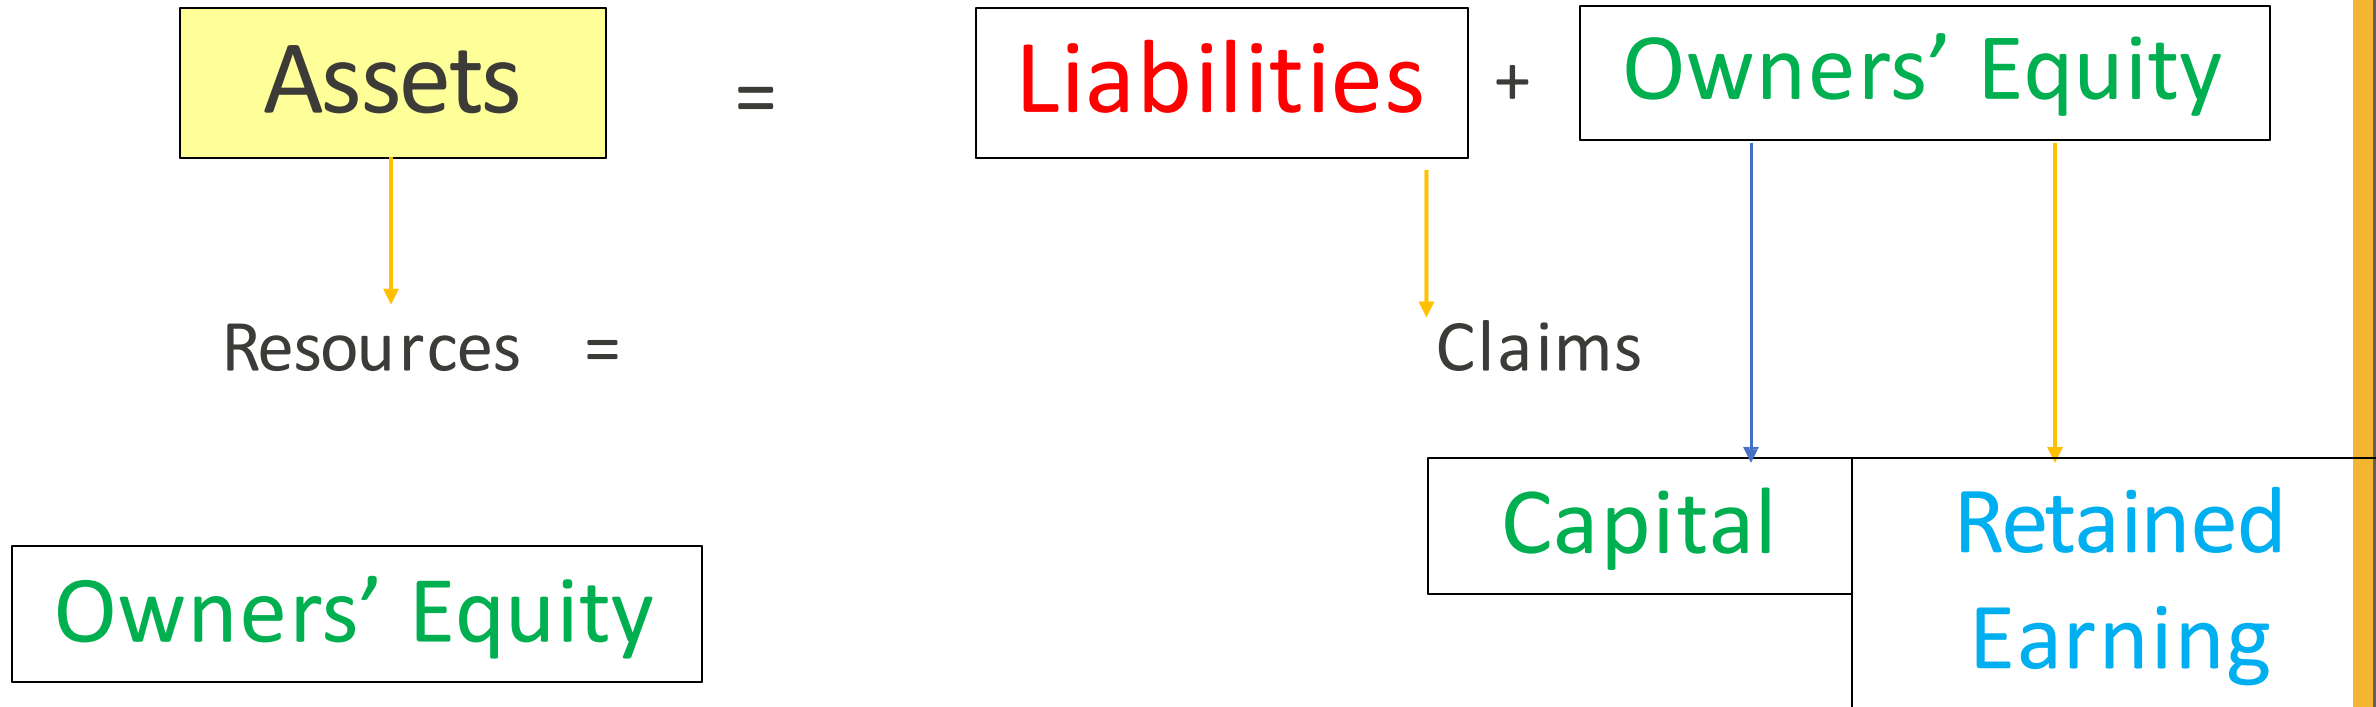 Assets = Liabilities + Owners’ Equity
Resources = Claims
Capital
Retained
Earning
Owners’ Equity